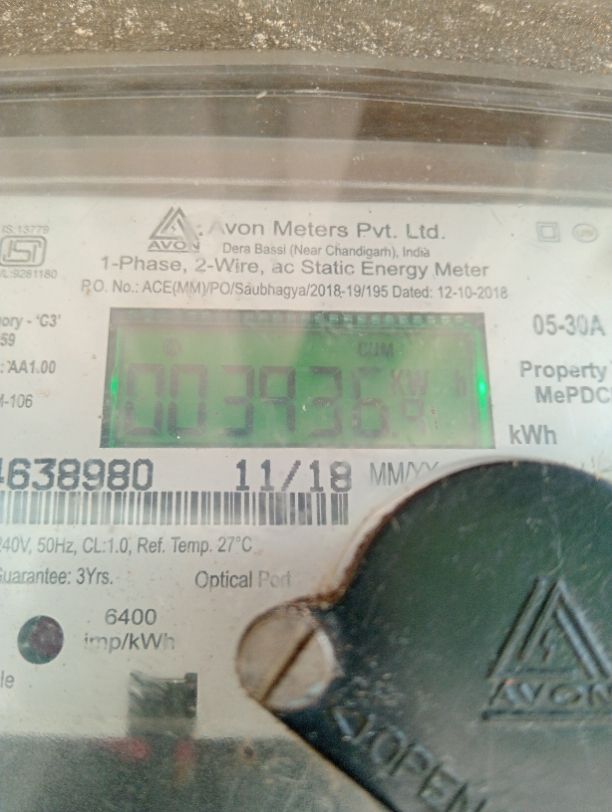 IS:13779
/L:9281180
AVON
Avon Meters Pvt. Ltd.
Dera Bassi (Near Chandigarh), India
1-Phase, 2-Wire, ac Static Energy Meter
P.O. No.: ACE(MM)/PO/Saubhagya/2018-19/195 Dated: 12-10-2018
ory - 'C3'
59
: AA1.00
M-106
05-30A
Property
MePDC
CUM
003936
KW h
kWh
4638980 11/18 MM/YY
240V, 50Hz, CL:1.0, Ref. Temp. 27°C
Guarantee: 3Yrs.
Optical Port
6400
imp/kWh
le
AVON
OPEN